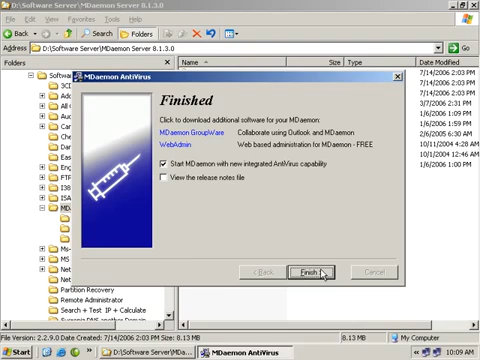 D:\Software Server\MDaemon Server 8.1.3.0
File Edit View Favorites Tools Help
Back Search Folders
Address D:\Software Server\MDaemon Server 8.1.3.0 Go
Folders Name Size Type Date Modified
MDaemon AntiVirus
Finished
Click to download additional software for your MDaemon:
MDaemon GroupWare Collaborate using Outlook and MDaemon
WebAdmin Web based administration for MDaemon - FREE
Start MDaemon with new integrated AntiVirus capability
View the release notes file
< Back Finish Cancel
7/14/2006 2:03 PM
7/14/2006 2:03 PM
3/7/2006 2:31 PM
1/6/2006 1:09 PM
1/6/2006 1:59 PM
2/6/2005 6:30 AM
10/11/2004 4:28 AM
10/1/2004 12:46 AM
1/6/2006 1:00 PM
Partition Recovery
Remote Administrator
Search + Test IP + Calculate
File Version: 2.2.9.0 Date Created: 7/14/2006 2:03 PM Size: 8.13 MB 8.13 MB My Computer
Start D:\Software Server\MDa... MDaemon AntiVirus 10:09 AM